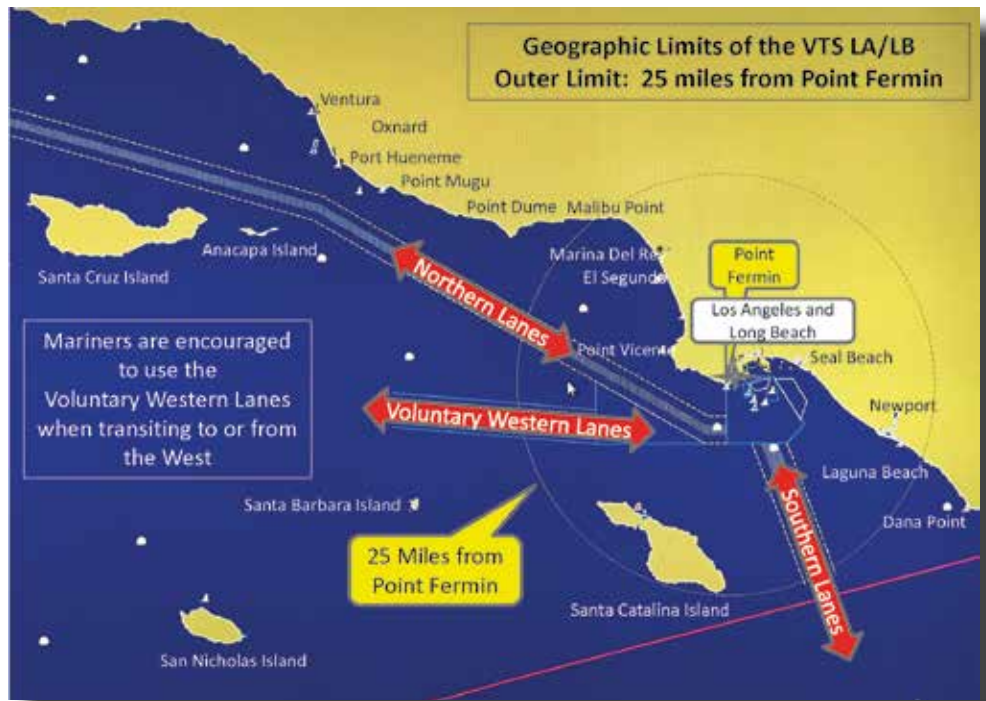 Geographic Limits of the VTS LA/LB
Outer Limit: 25 miles from Point Fermin
Ventura
Oxnard
Port Hueneme
Point Mugu
Point Dume
Malibu Point
Anacapa Island
Santa Cruz Island
Marina Del Re
El Segund
Point
Fermin
Los Angeles and
Long Beach
Northern Lanes
Point Vicen
Seal Beach
Mariners are encouraged
to use the
Voluntary Western Lanes
when transiting to or from
the West
Voluntary Western Lanes
Newport
Laguna Beach
Santa Barbara Island
Southern Lanes
Dana Point
25 Miles from
Point Fermin
Santa Catalina Island
San Nicholas Island